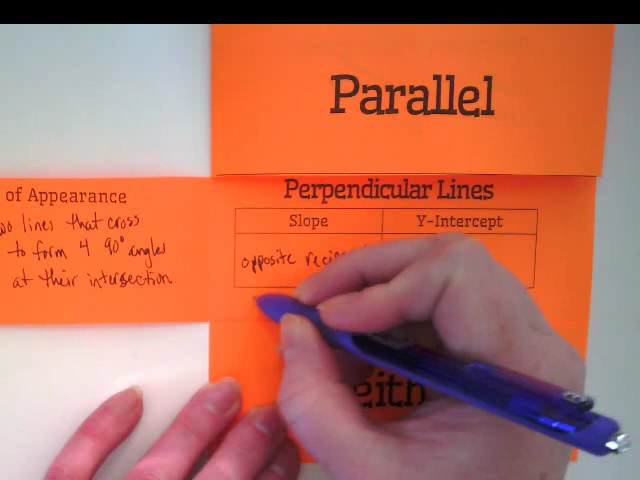 Parallel
of Appearance
lines that cross
to form 4 90° angles
at their intersection
Perpendicular Lines
Slope
Y-Intercept
opposite